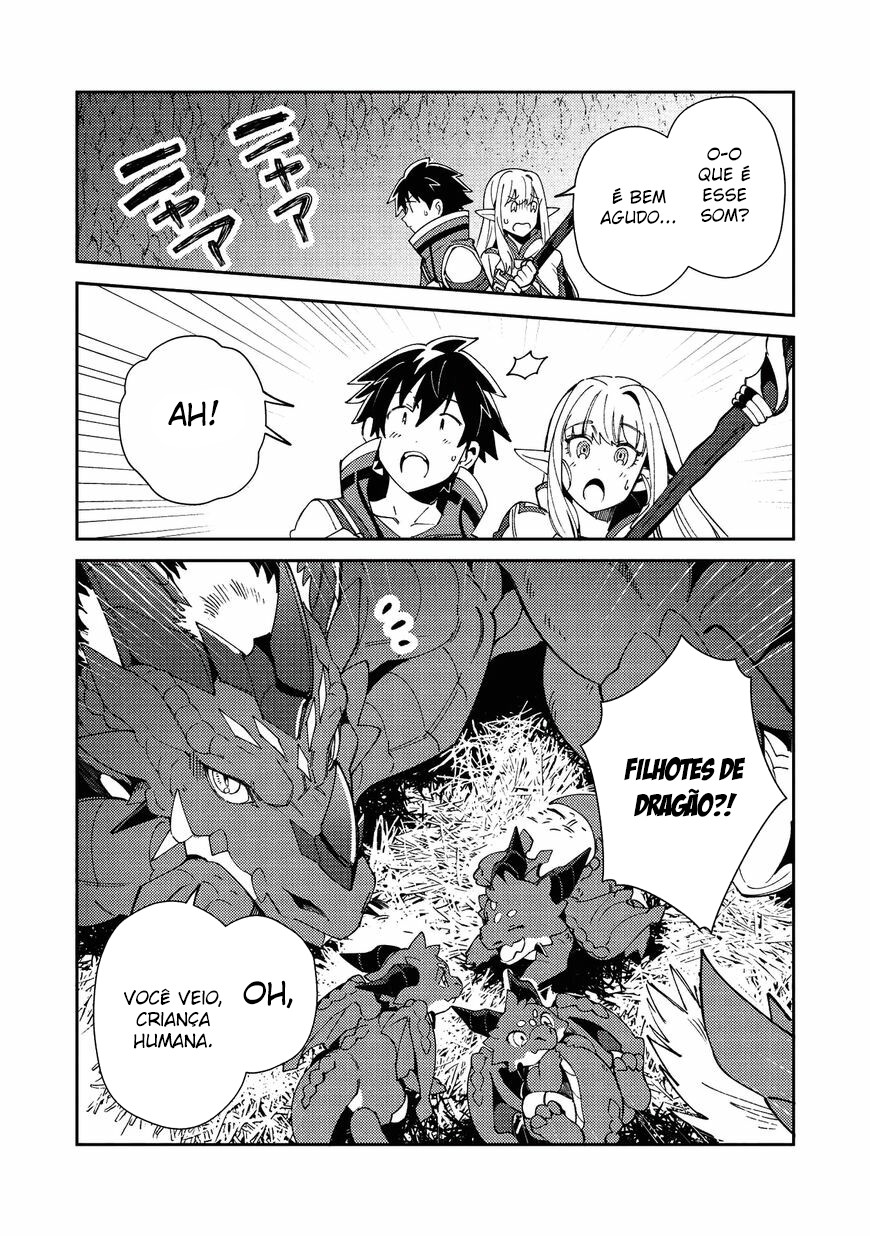 O-O
QUE É
ESSE
SOM?
É BEM
AGUDO...
ニャア
ニャア
AH!
FILHOTES DE
DRAGÃO?!
OH,
VOCÊ VEIO,
CRIANÇA
HUMANA.